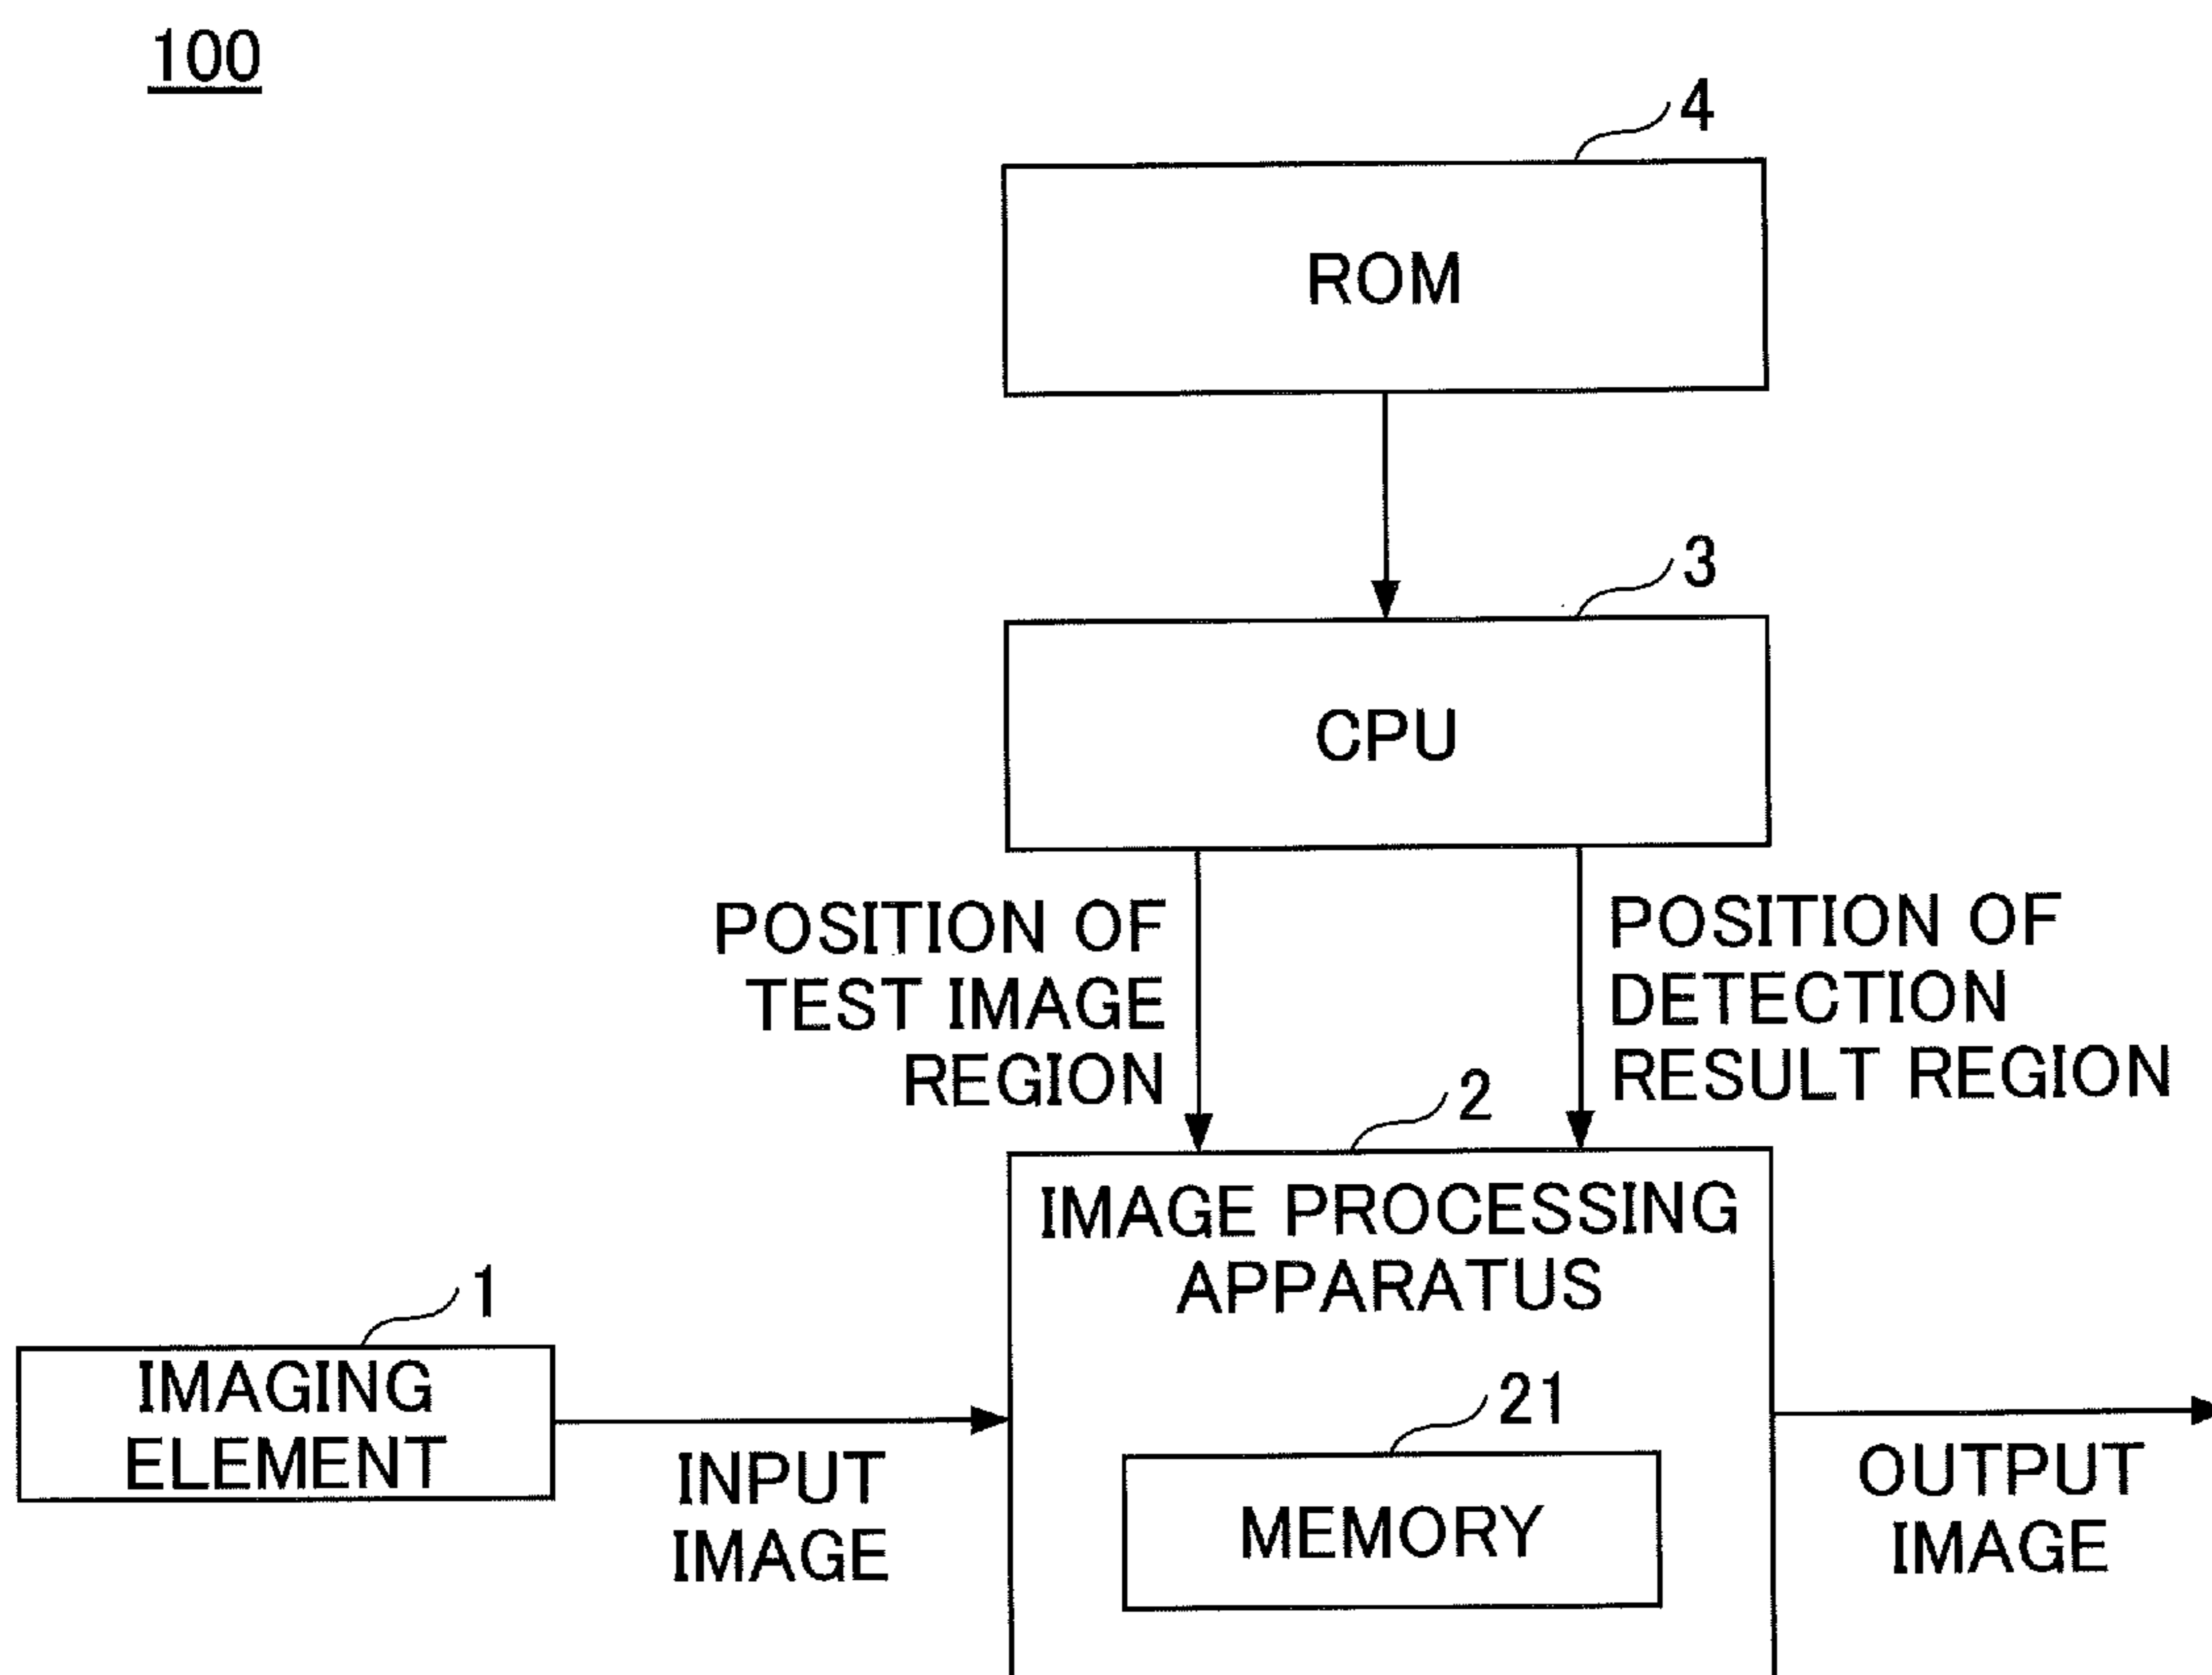 100
4
ROM
3
CPU
POSITION OF
TEST IMAGE
REGION
POSITION OF
DETECTION
RESULT REGION
2
IMAGE PROCESSING
APPARATUS
1
IMAGING
ELEMENT
INPUT
IMAGE
21
MEMORY
OUTPUT
IMAGE